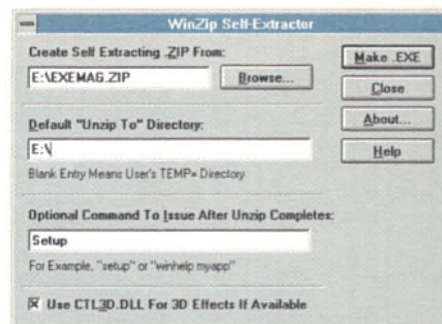 WinZip Self-Extractor
Create Self Extracting .ZIP From:
E:\EXEMAG.ZIP
Browse...
Make .EXE
Close
About...
Help
Default "Unzip To" Directory:
E:\
Blank Entry Means User's TEMP= Directory
Optional Command To Issue After Unzip Completes:
Setup
For Example, "setup" or "winhelp myapp"
Use CTL3D.DLL For 3D Effects If Available